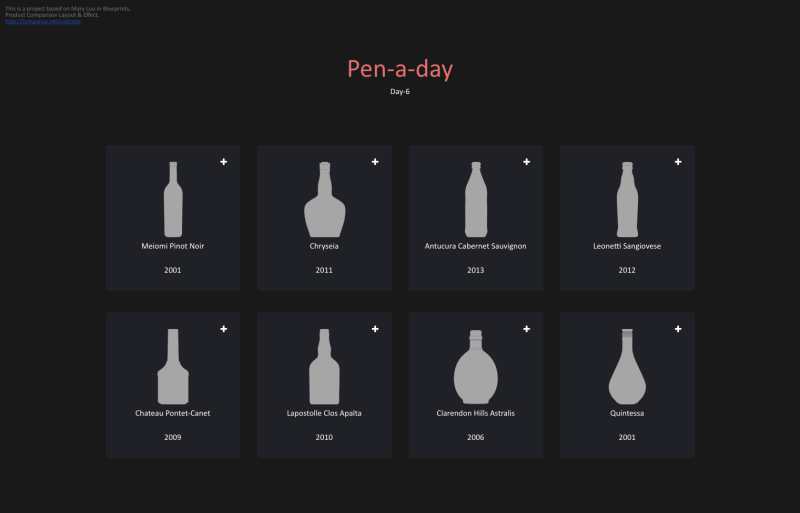 This is a project based on Mary Lou in Blueprints,
Product Comparison Layout & Effect,
Pen-a-day
Day-6
Meiomi Pinot Noir
2001
Chryseia
2011
Antucura Cabernet Sauvignon
2013
Leonetti Sangiovese
2012
Chateau Pontet-Canet
2009
Lapostolle Clos Apalta
2010
Clarendon Hills Astralis
2006
Quintessa
2001